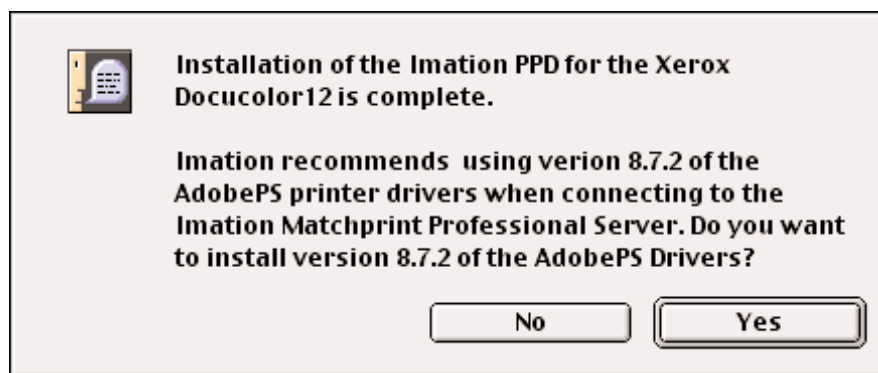 Installation of the Imation PPD for the Xerox
Docucolor12 is complete.
Imation recommends  using verion 8.7.2 of the
AdobePS printer drivers when connecting to the
Imation Matchprint Professional Server. Do you want
to install version 8.7.2 of the AdobePS Drivers?
No Yes